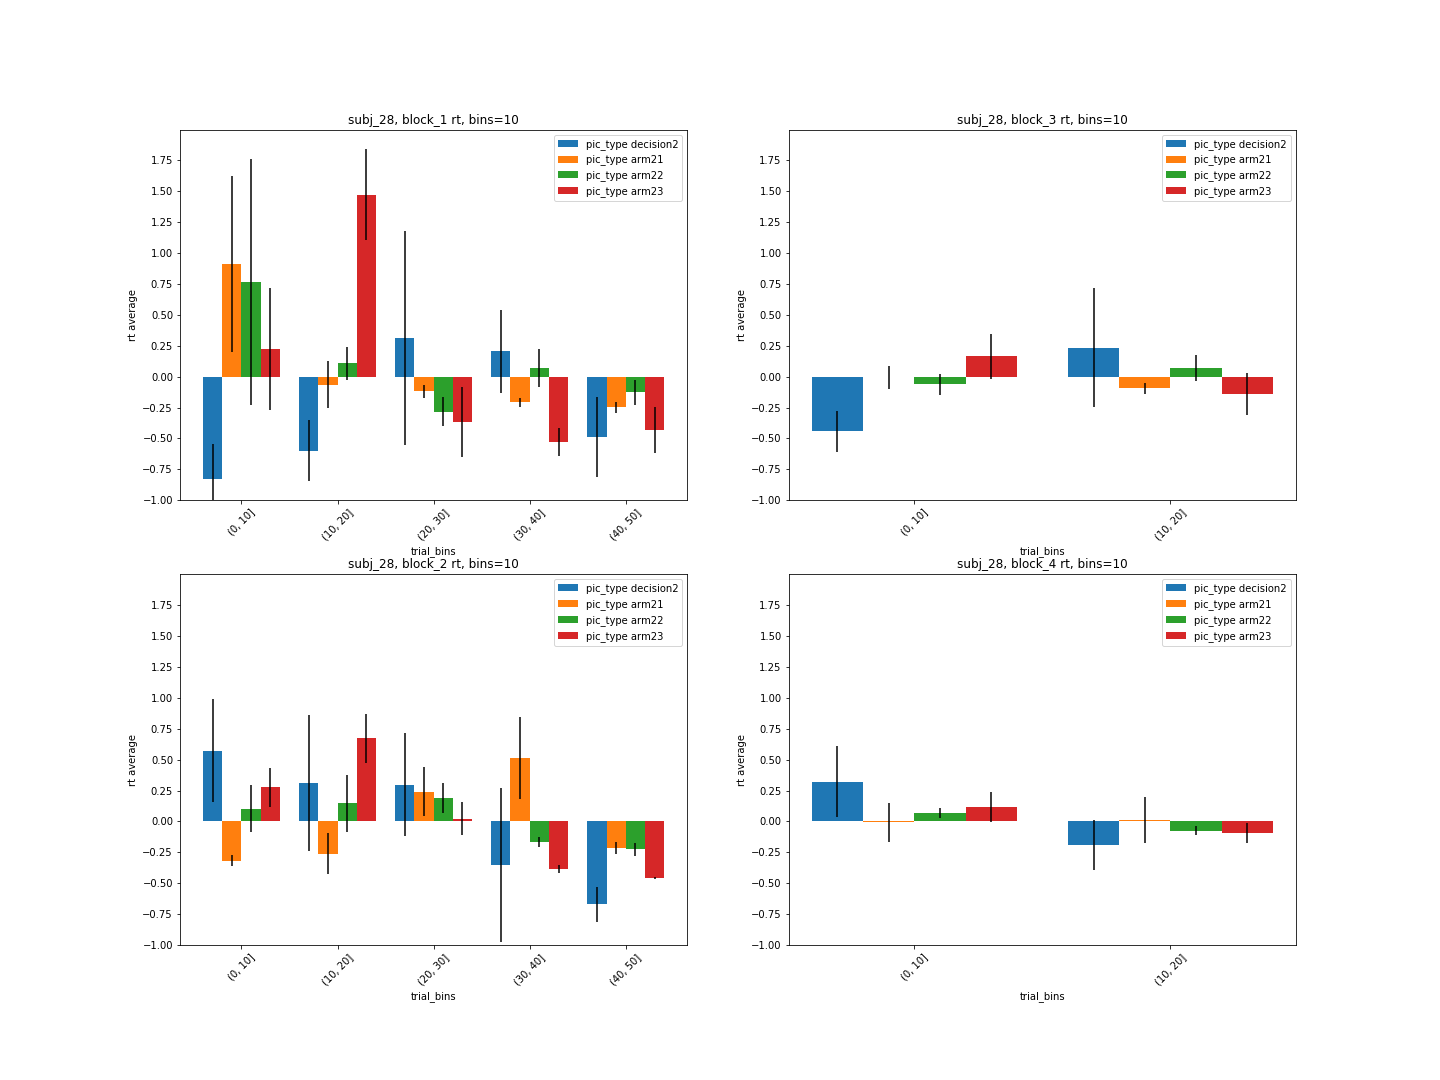 subj_28, block_1 rt, bins=10
pic_type decision2
pic_type arm21
pic_type arm22
pic_type arm23
1.75
1.50
1.25
1.00
0.75
0.50
0.25
0.00
−0.25
−0.50
−0.75
−1.00
rt average
(0, 10]
(10, 20]
(20, 30]
(30, 40]
(40, 50]
trial_bins
subj_28, block_3 rt, bins=10
pic_type decision2
pic_type arm21
pic_type arm22
pic_type arm23
1.75
1.50
1.25
1.00
0.75
0.50
0.25
0.00
−0.25
−0.50
−0.75
−1.00
rt average
(0, 10]
(10, 20]
trial_bins
subj_28, block_2 rt, bins=10
pic_type decision2
pic_type arm21
pic_type arm22
pic_type arm23
1.75
1.50
1.25
1.00
0.75
0.50
0.25
0.00
−0.25
−0.50
−0.75
−1.00
rt average
(0, 10]
(10, 20]
(20, 30]
(30, 40]
(40, 50]
trial_bins
subj_28, block_4 rt, bins=10
pic_type decision2
pic_type arm21
pic_type arm22
pic_type arm23
1.75
1.50
1.25
1.00
0.75
0.50
0.25
0.00
−0.25
−0.50
−0.75
−1.00
rt average
(0, 10]
(10, 20]
trial_bins